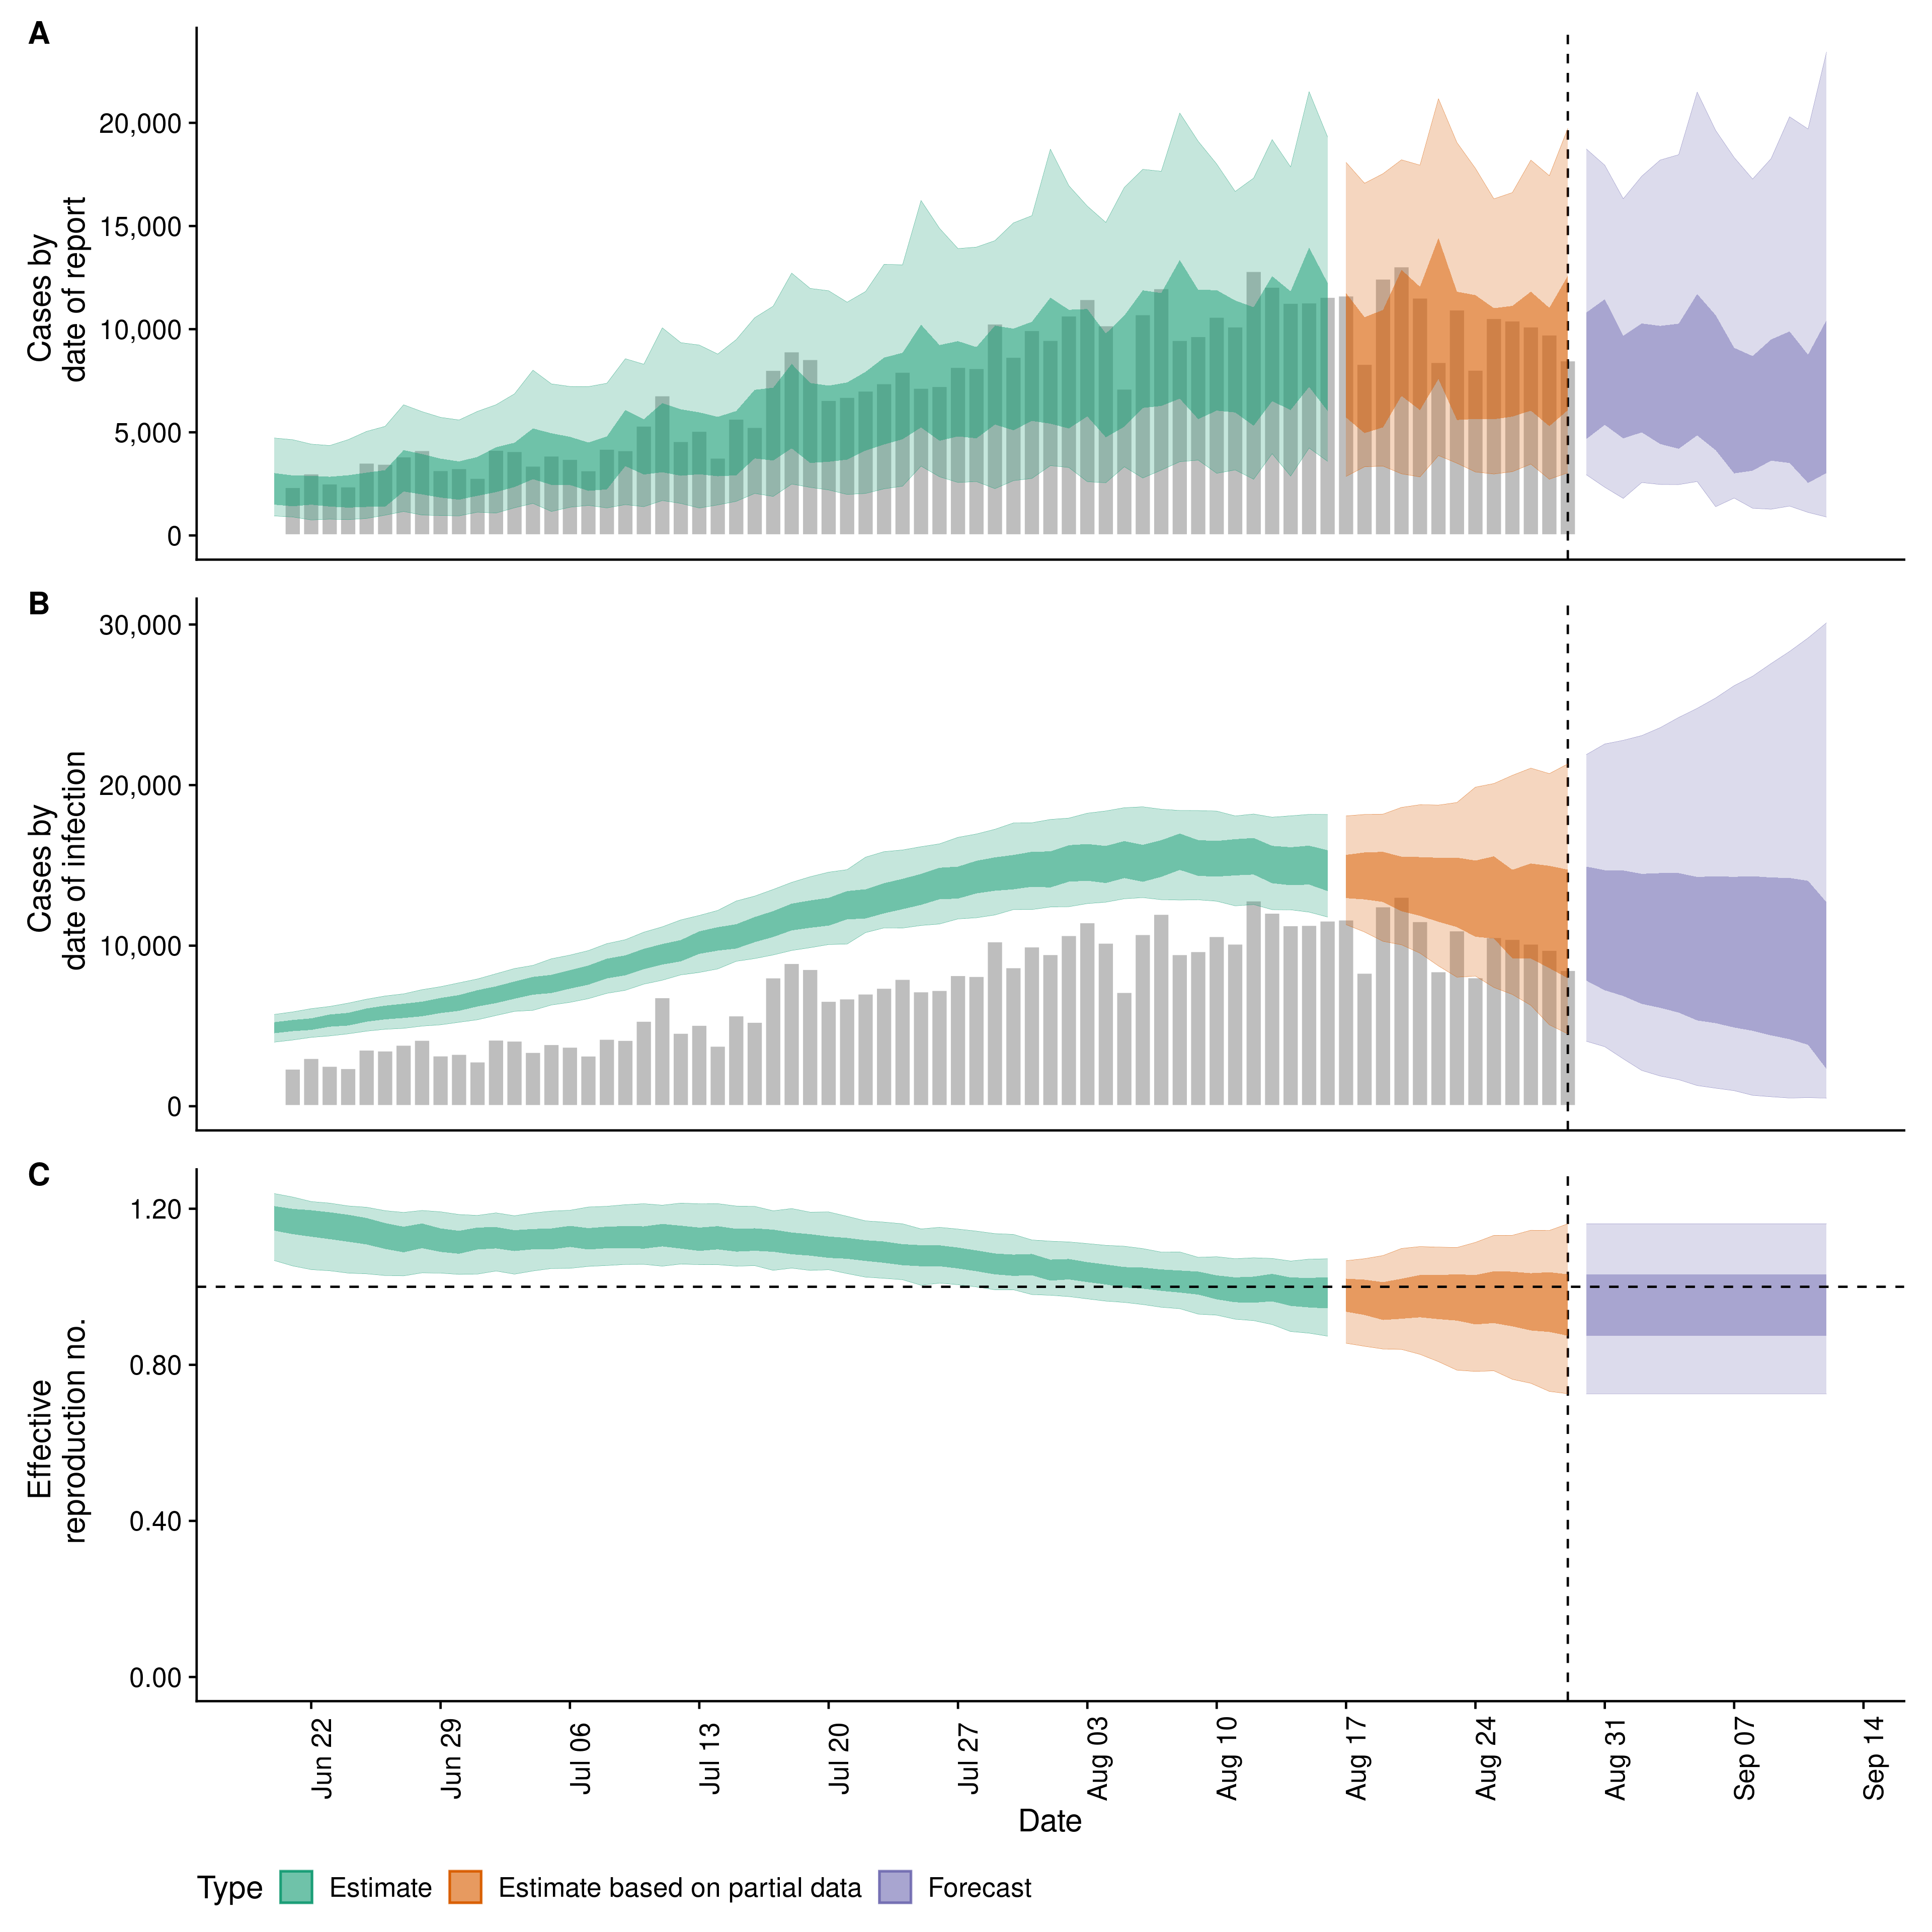 A
Cases by
date of report
20,000
15,000
10,000
5,000
0
B
Cases by
date of infection
30,000
20,000
10,000
0
C
Effective
reproduction no.
1.20
0.80
0.40
0.00
Jun 22
Jun 29
Jul 06
Jul 13
Jul 20
Jul 27
Aug 03
Aug 10
Aug 17
Aug 24
Aug 31
Sep 07
Sep 14
Date
Type Estimate Estimate based on partial data Forecast